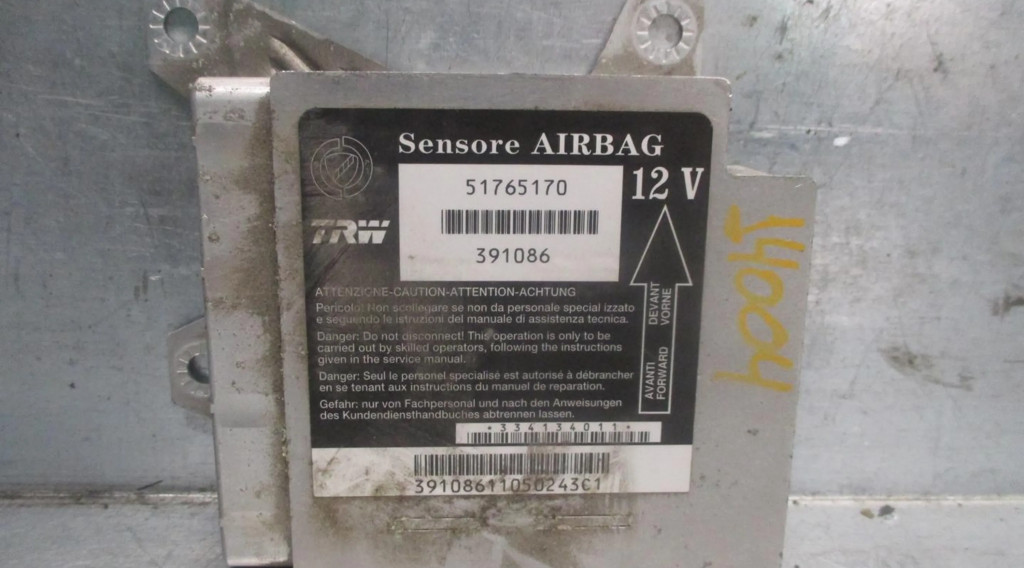 Sensore AIRBAG
51765170
12 V
391086
TRW
DEVANT
VORNE
AVANTI
FORWARD
ATTENZIONE-CAUTION-ATTENTION-ACHTUNG
Pericolo: Non scollegare se non da personale special izzato
e seguendo le istruzioni del manuale di assistenza tecnica.
Danger: Do not disconnect! This operation is only to be
carried out by skilled operators, following the instructions
given in the service manual.
Danger: Seul le personel spécialisé est autorisé à débrancher
en se tenant aux instructions du manuel de reparation.
Gefahr: nur von Fachpersonal und nach den Anweisungen
des Kundendiensthandbuches abtrennen lassen.
·334134011·
39108611050243C1